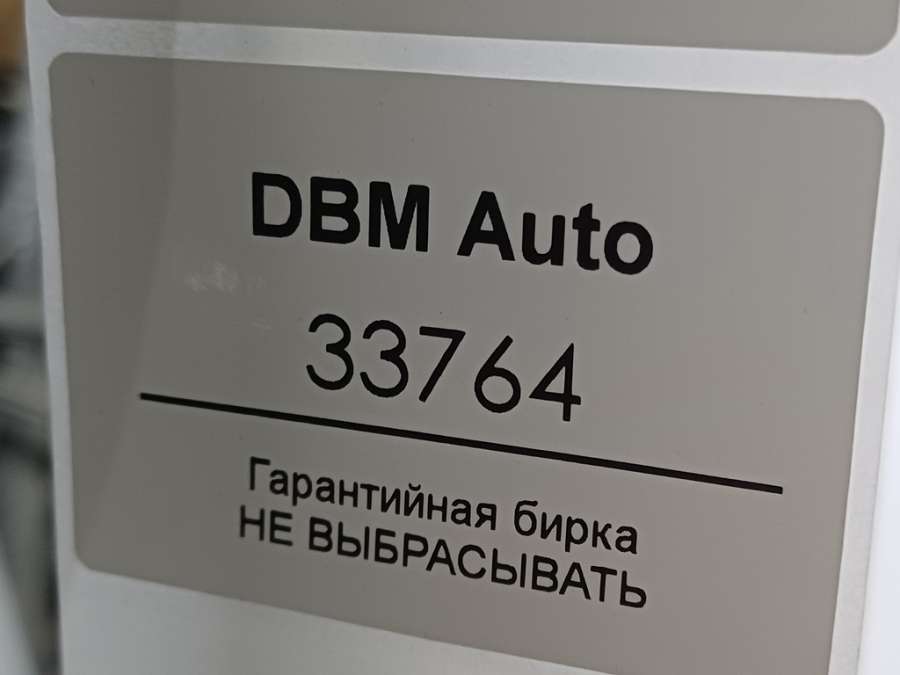 DBM Auto
33764
Гарантийная бирка
НЕ ВЫБРАСЫВАТЬ